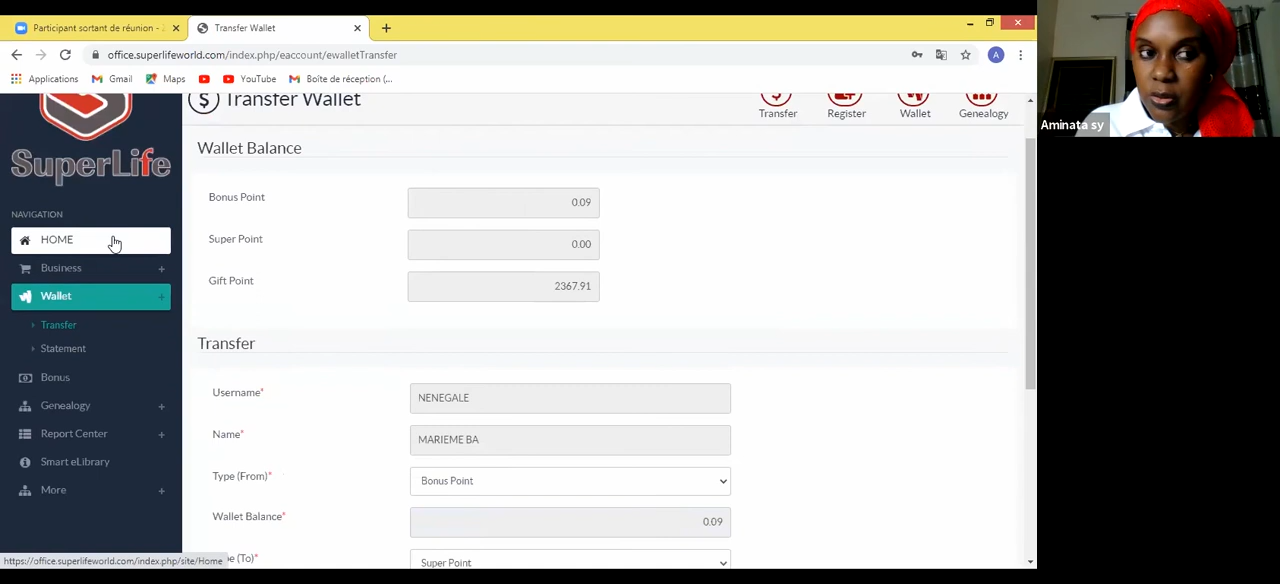 Participant sortant de réunion -
Transfer Wallet
office.superlifeworld.com/index.php/eaccount/ewalletTransfer
A
Applications
Gmail
Maps
YouTube
Boîte de réception (...
SuperLife
NAVIGATION
HOME
Business
Wallet
Transfer
Statement
Bonus
Genealogy
Report Center
Smart eLibrary
More
https://office.superlifeworld.com/index.php/site/Home
$ Transfer Wallet
Transfer
Register
Wallet
Genealogy
Wallet Balance
Bonus Point 0.09
Super Point 0.00
Gift Point 2367.91
Transfer
Username* NENEGALE
Name* MARIEME BA
Type (From)* Bonus Point
Wallet Balance* 0.09
(To)* Super Point
Aminata sy